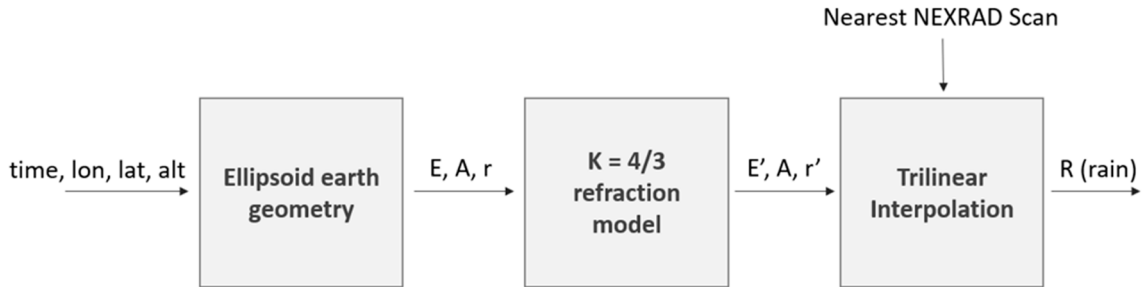 Nearest NEXRAD Scan
time, lon, lat, alt
Ellipsoid earth
geometry
E, A, r
K = 4/3
refraction
model
E’, A, r’
Trilinear
Interpolation
R (rain)